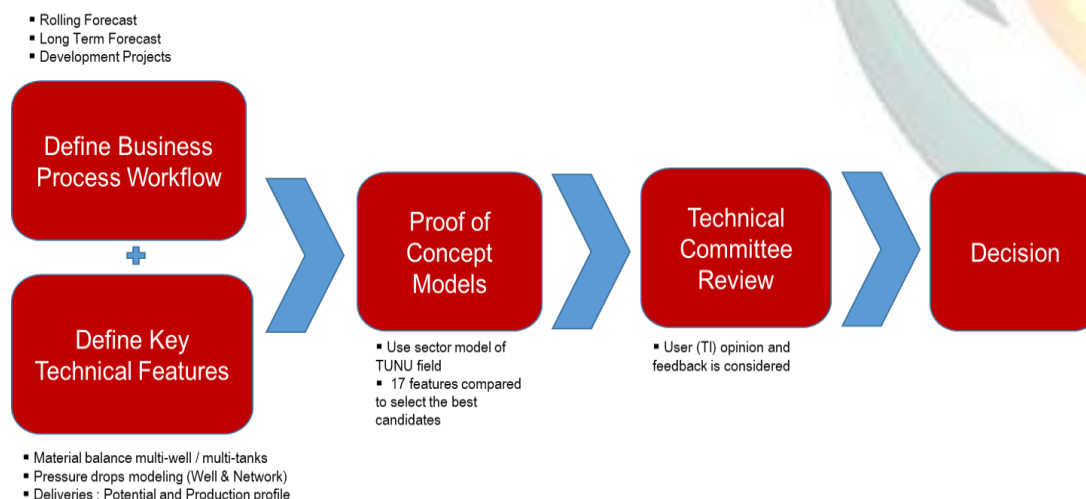 ▪ Rolling Forecast
▪ Long Term Forecast
▪ Development Projects
Define Business
Process Workflow
Define Key
Technical Features
▪ Material balance multi-well / multi-tanks
▪ Pressure drops modeling (Well & Network)
▪ Deliveries : Potential and Production profile
Proof of
Concept
Models
▪ Use sector model of
TUNU field
▪ 17 features compared
to select the best
candidates
Technical
Committee
Review
▪ User (TI) opinion and
feedback is considered
Decision